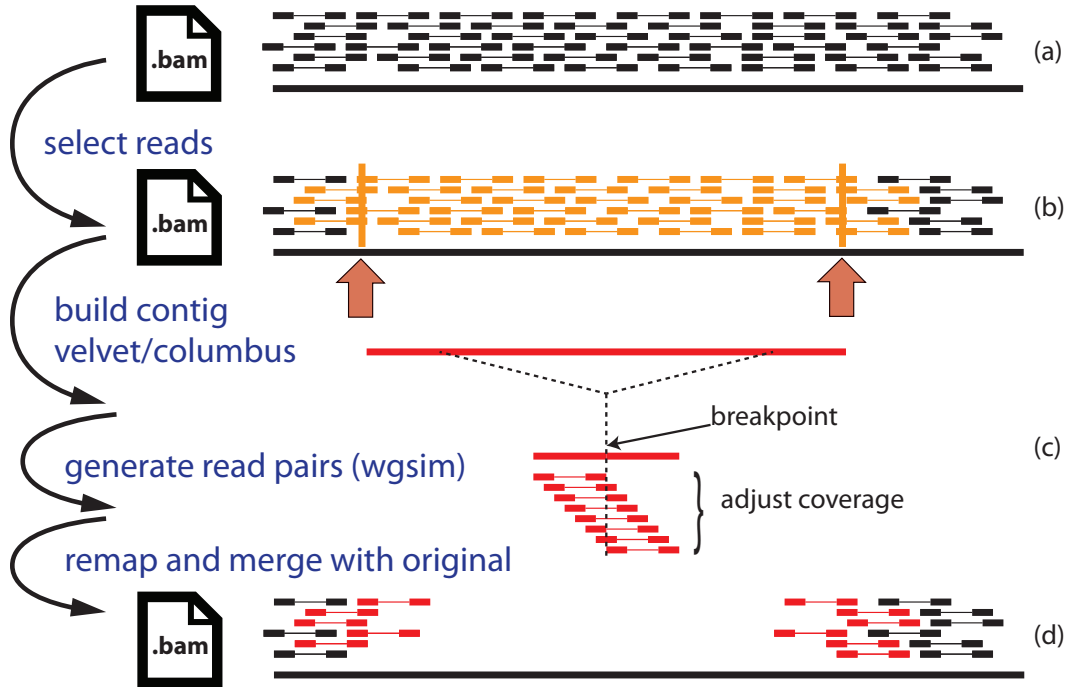 .bam
(a)
select reads
.bam
(b)
build contig
velvet/columbus
breakpoint
(c)
generate read pairs (wgsim)
adjust coverage
remap and merge with original
.bam
(d)